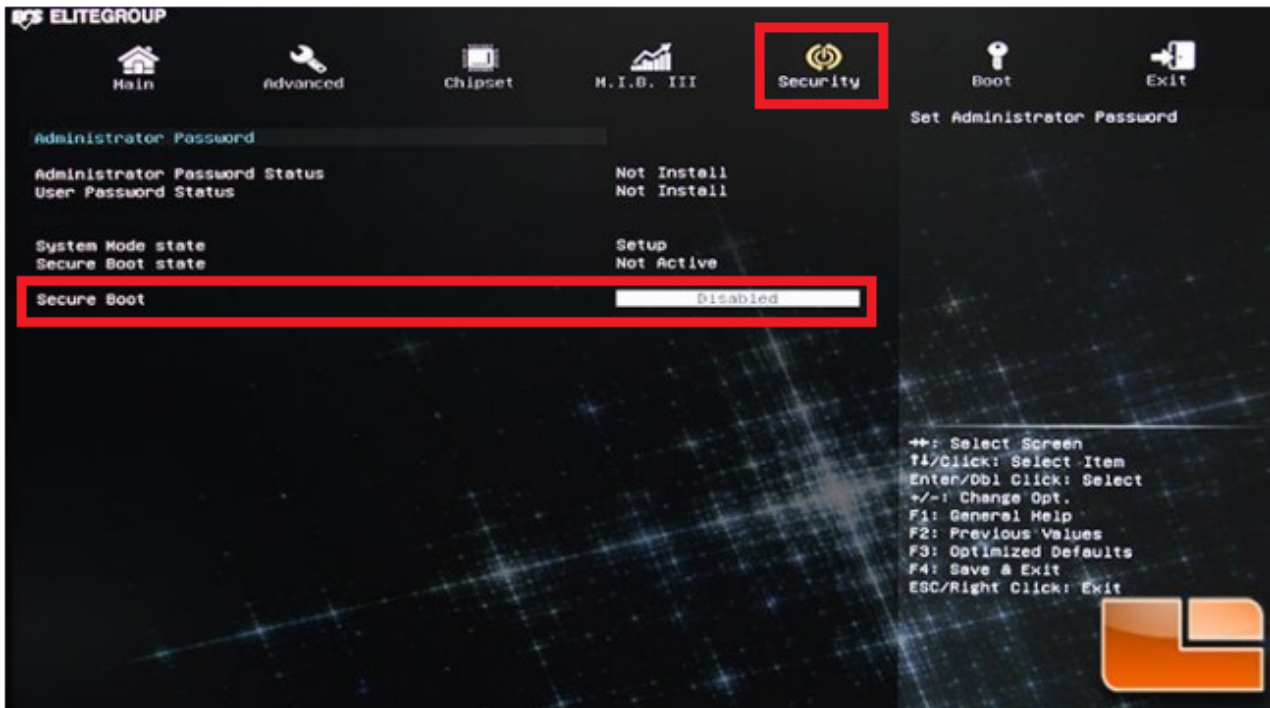 ECS ELITEGROUP
Main Advanced Chipset M.I.B. III Security Boot Exit
Set Administrator Password
Administrator Password
Administrator Password Status Not Install
User Password Status Not Install
System Mode state Setup
Secure Boot state Not Active
Secure Boot Disabled
→←: Select Screen
↑↓/Click: Select Item
Enter/Dbl Click: Select
+/-: Change Opt.
F1: General Help
F2: Previous Values
F3: Optimized Defaults
F4: Save & Exit
ESC/Right Click: Exit